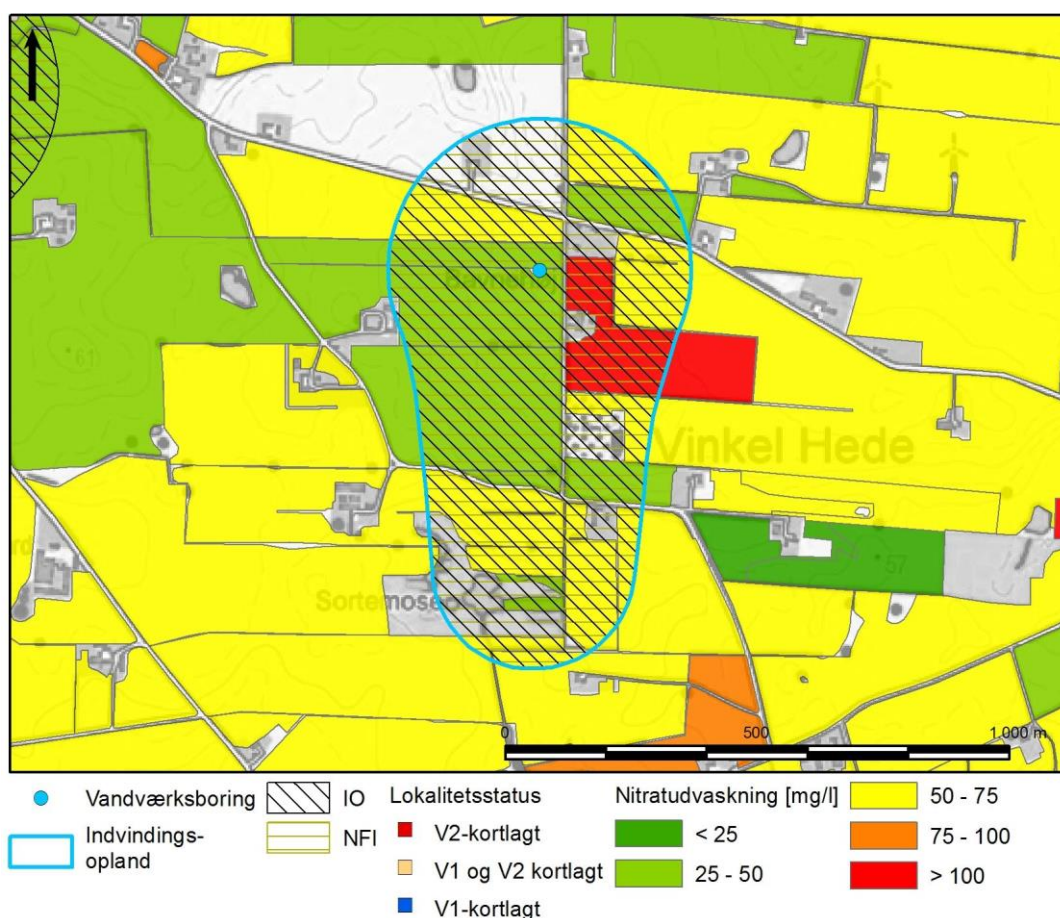 61
Vinkel Hede
57
0 500 1.000 m
Vandværksboring
Indvindings-
opland
IO
NFI
Lokalitetsstatus
V2-kortlagt
V1 og V2 kortlagt
V1-kortlagt
Nitratudvaskning [mg/l]
< 25
25 - 50
50 - 75
75 - 100
> 100